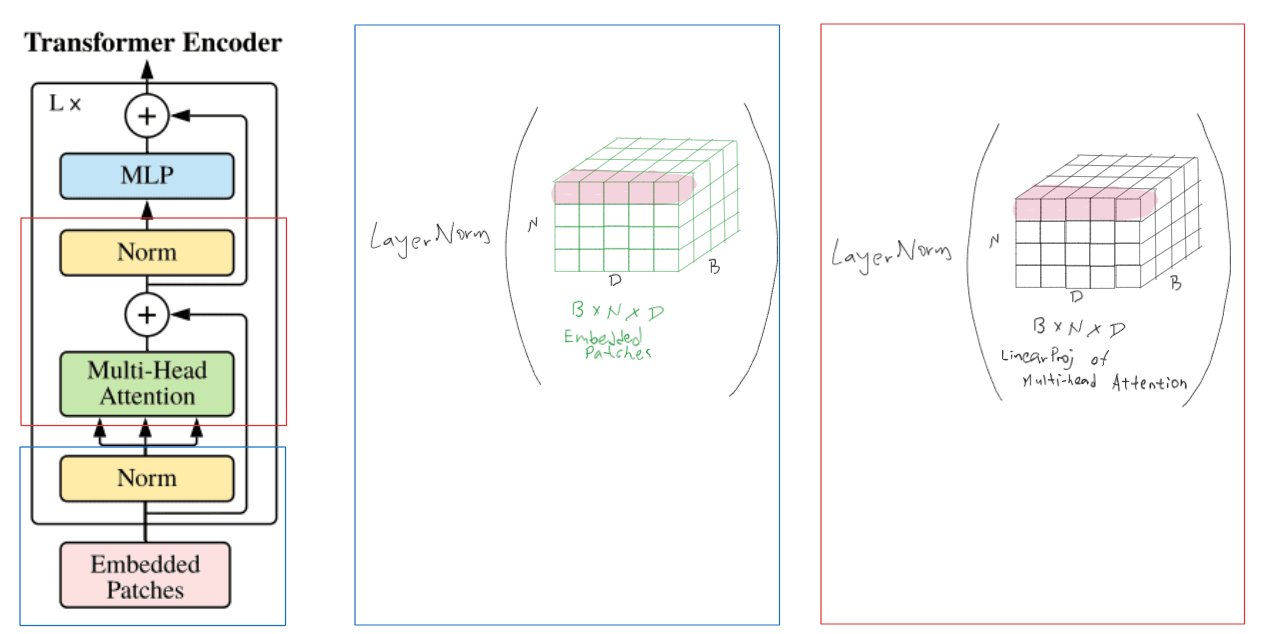 Transformer Encoder
L ×
+
MLP
Norm
+
Multi-Head
Attention
Norm
Embedded
Patches
LayerNorm
N
D
B
B × N × D
Embedded
Patches
LayerNorm
N
D
B
B × N × D
LinearProj of
Multi-head Attention